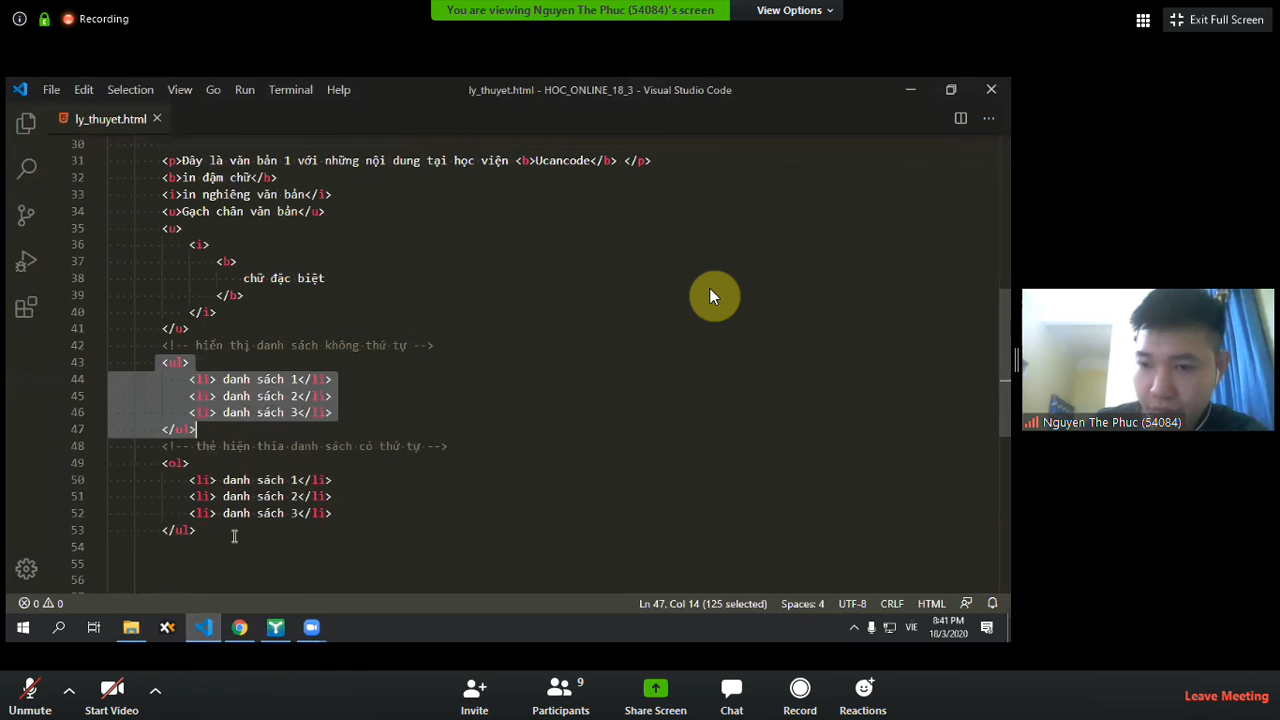 Recording
You are viewing Nguyen The Phuc (54084)'s screen
View Options
Exit Full Screen
File Edit Selection View Go Run Terminal Help
ly_thuyet.html - HOC_ONLINE_18_3 - Visual Studio Code
ly_thuyet.html
30
31 <p>Đây là văn bản 1 với những nội dung tại học viện <b>Ucancode</b> </p>
32 <b>in đậm chữ</b>
33 <i>in nghiêng văn bản</i>
34 <u>Gạch chân văn bản</u>
35 <u>
36 <i>
37 <b>
38 chữ đặc biệt
39 </b>
40 </i>
41 </u>
42 <!-- hiển thị danh sách không thứ tự -->
43 <ul>
44 <li> danh sách 1</li>
45 <li> danh sách 2</li>
46 <li> danh sách 3</li>
47 </ul>
48 <!-- thẻ hiện thia danh sách có thứ tự -->
49 <ol>
50 <li> danh sách 1</li>
51 <li> danh sách 2</li>
52 <li> danh sách 3</li>
53 </ul>
54
55
56
0 0
Ln 47, Col 14 (125 selected) Spaces: 4 UTF-8 CRLF HTML
VIE
8:41 PM
18/3/2020
Nguyen The Phuc (54084)
Unmute
Start Video
Invite
Participants 9
Share Screen
Chat
Record
Reactions
Leave Meeting